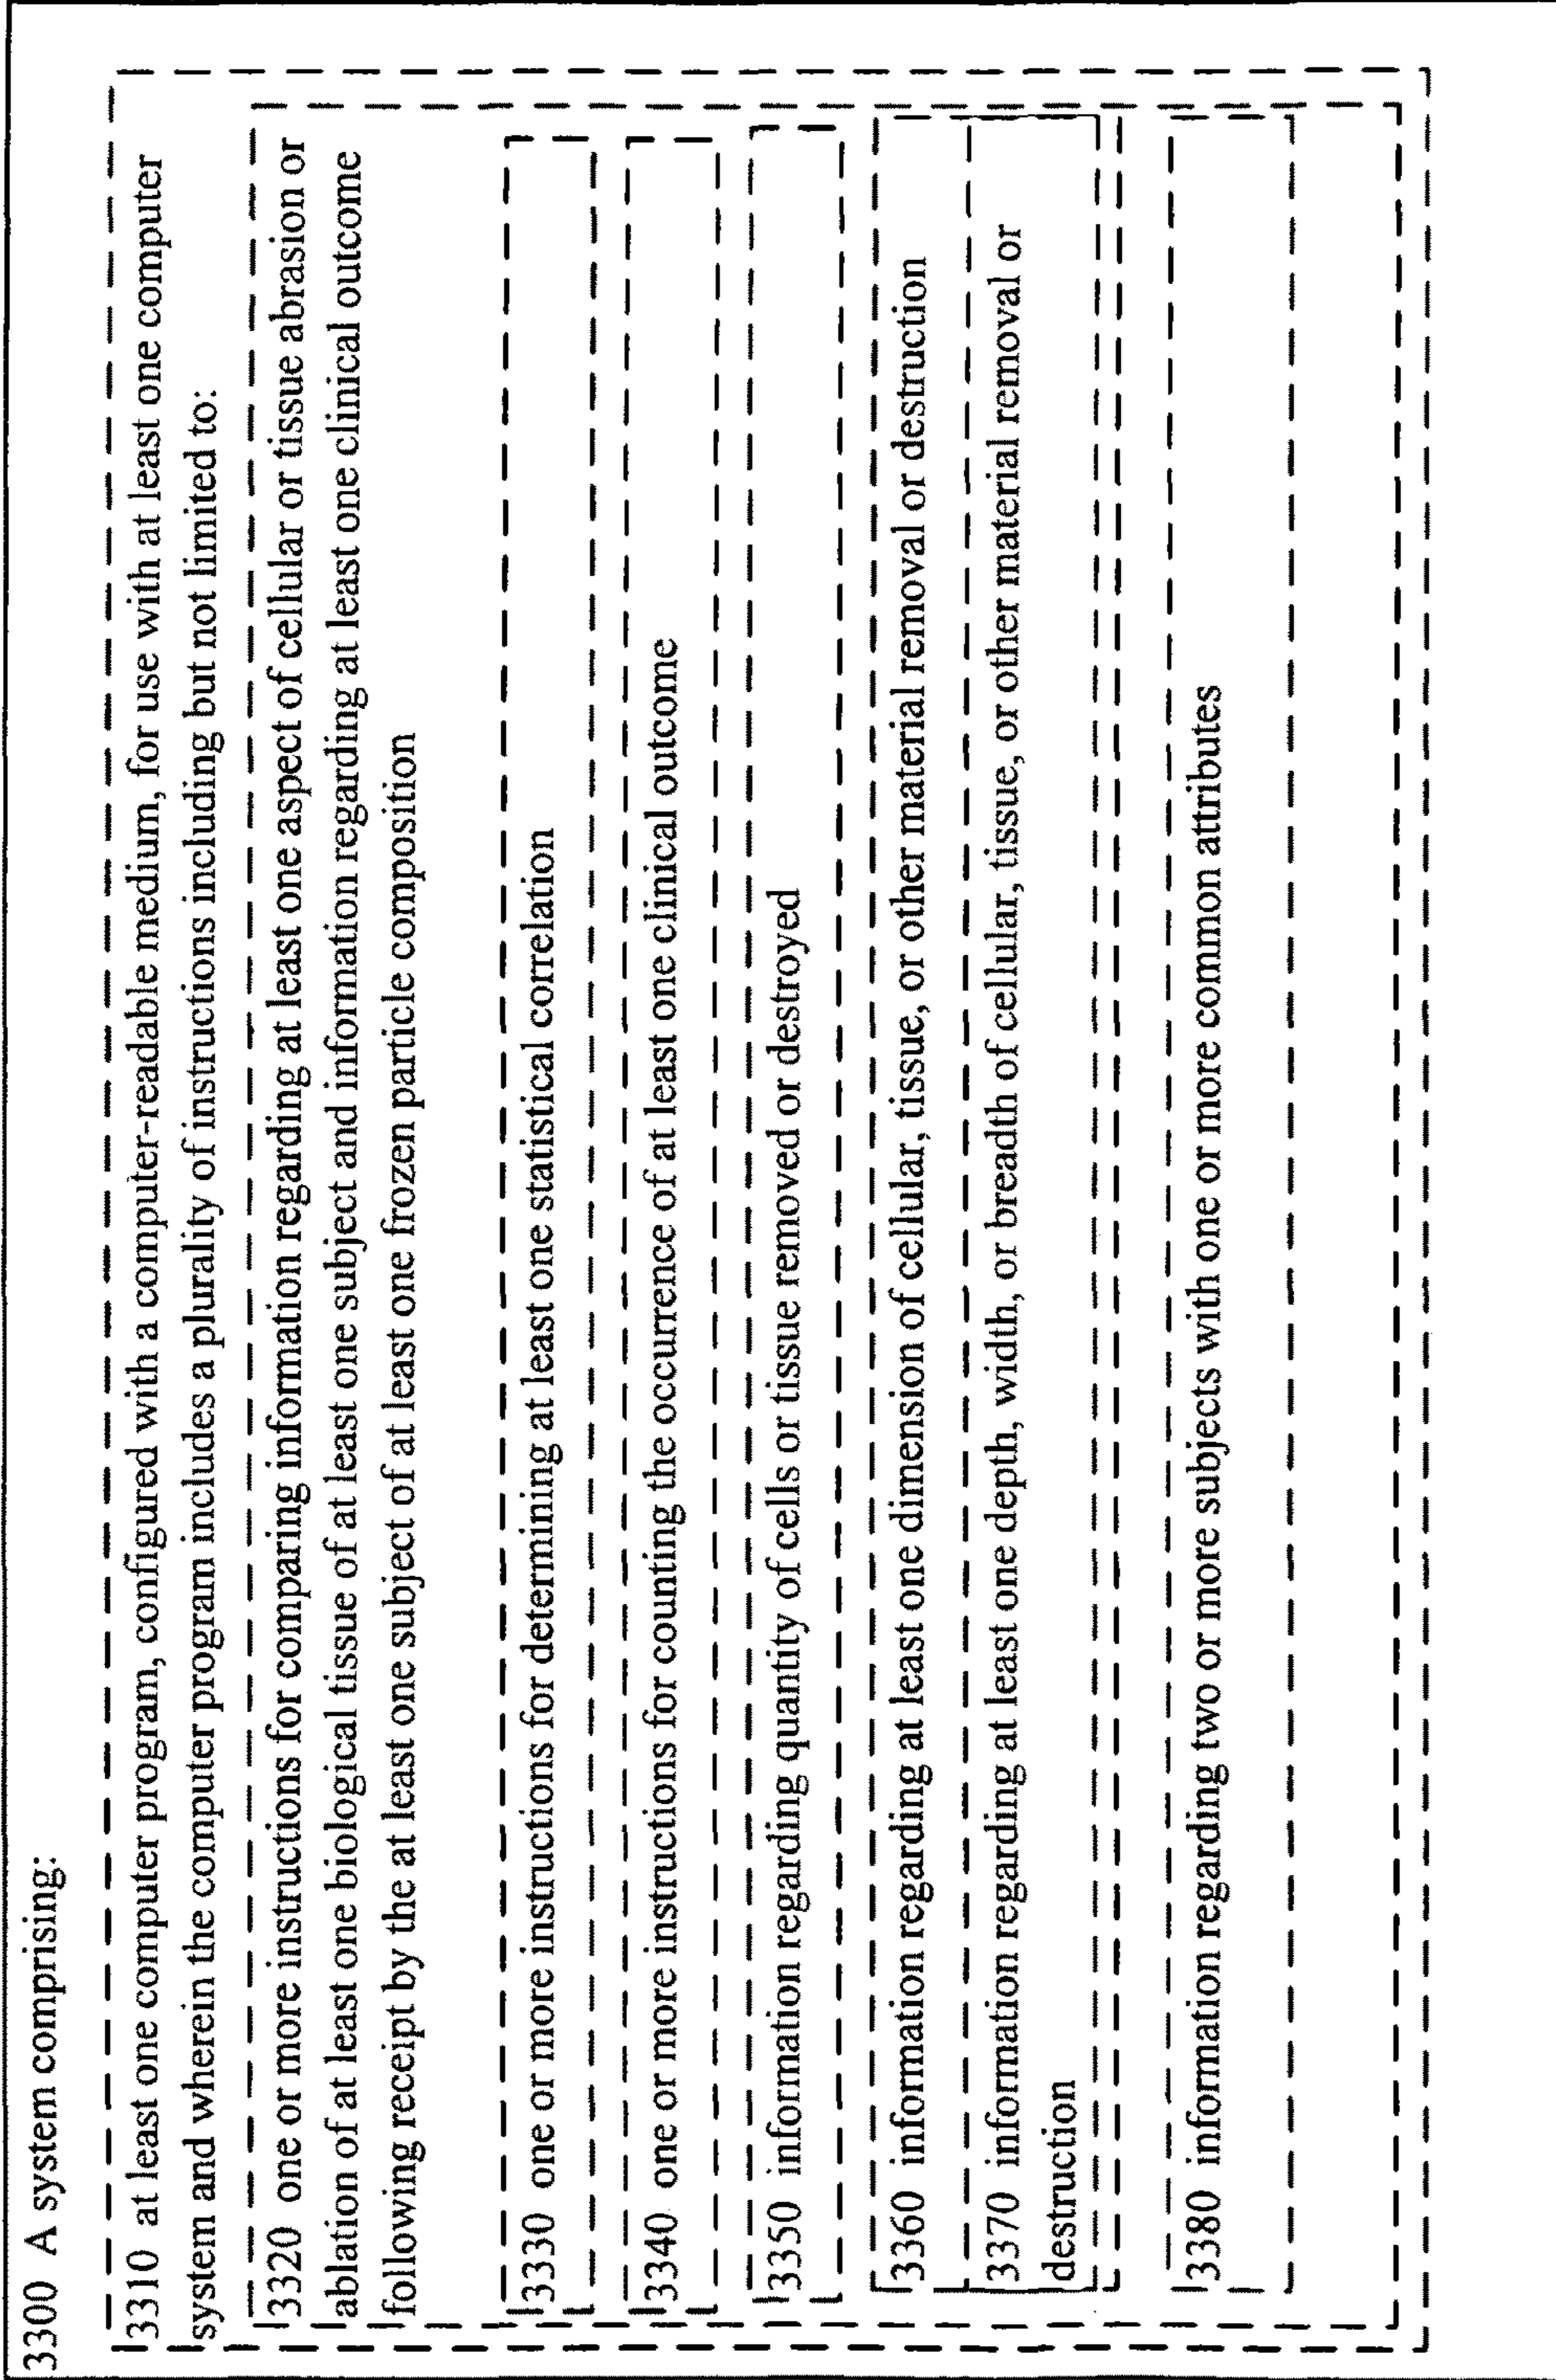 3300 A system comprising:
3310 at least one computer program, configured with a computer-readable medium, for use with at least one computer
system and wherein the computer program includes a plurality of instructions including but not limited to:
3320 one or more instructions for comparing information regarding at least one aspect of cellular or tissue abrasion or
ablation of at least one biological tissue of at least one subject and information regarding at least one clinical outcome
following receipt by the at least one subject of at least one frozen particle composition
3330 one or more instructions for determining at least one statistical correlation
3340 one or more instructions for counting the occurrence of at least one clinical outcome
3350 information regarding quantity of cells or tissue removed or destroyed
3360 information regarding at least one dimension of cellular, tissue, or other material removal or destruction
3370 information regarding at least one depth, width, or breadth of cellular, tissue, or other material removal or
destruction
3380 information regarding two or more subjects with one or more common attributes